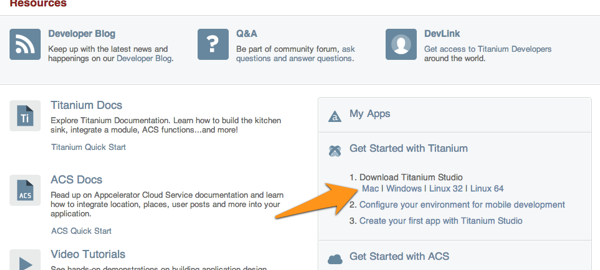 Resources
Developer Blog
Keep up with the latest news and
happenings on our Developer Blog.
Q&A
Be part of community forum, ask
questions and answer questions.
DevLink
Get access to Titanium Developers
around the world.
Titanium Docs
Explore Titanium Documentation. Learn how to build the kitchen
sink, integrate a module, ACS functions...and more!
Titanium Quick Start
ACS Docs
Read up on Appcelerator Cloud Service documentation and learn
how to integrate location, places, user posts and more into your
application.
ACS Quick Start
Video Tutorials
See hands-on demonstrations on building application design,
My Apps
Get Started with Titanium
1. Download Titanium Studio
Mac | Windows | Linux 32 | Linux 64
2. Configure your environment for mobile development
3. Create your first app with Titanium Studio
Get Started with ACS
Ti
ACS